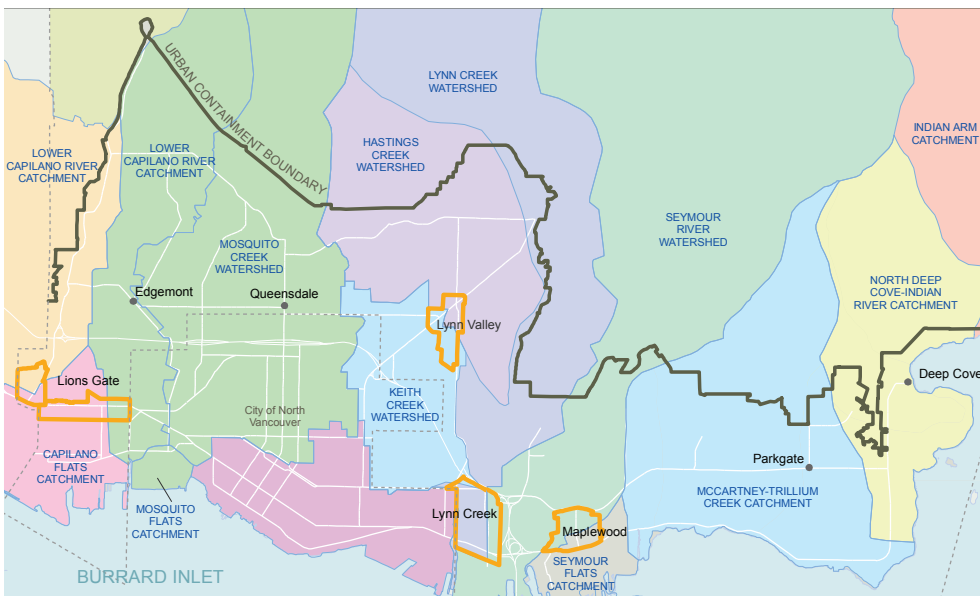 LYNN CREEK
WATERSHED
URBAN CONTAINMENT BOUNDARY
INDIAN ARM
CATCHMENT
LOWER
CAPILANO RIVER
CATCHMENT
LOWER
CAPILANO RIVER
CATCHMENT
HASTINGS
CREEK
WATERSHED
SEYMOUR
RIVER
WATERSHED
MOSQUITO
CREEK
WATERSHED
NORTH DEEP
COVE-INDIAN
RIVER CATCHMENT
Edgemont
Queensdale
Lynn Valley
Lions Gate
Deep Cove
KEITH
CREEK
WATERSHED
City of North
Vancouver
CAPILANO
FLATS
CATCHMENT
Parkgate
MCCARTNEY-TRILLIUM
CREEK CATCHMENT
MOSQUITO
FLATS
CATCHMENT
Lynn Creek
Maplewood
SEYMOUR
FLATS
CATCHMENT
BURRARD INLET